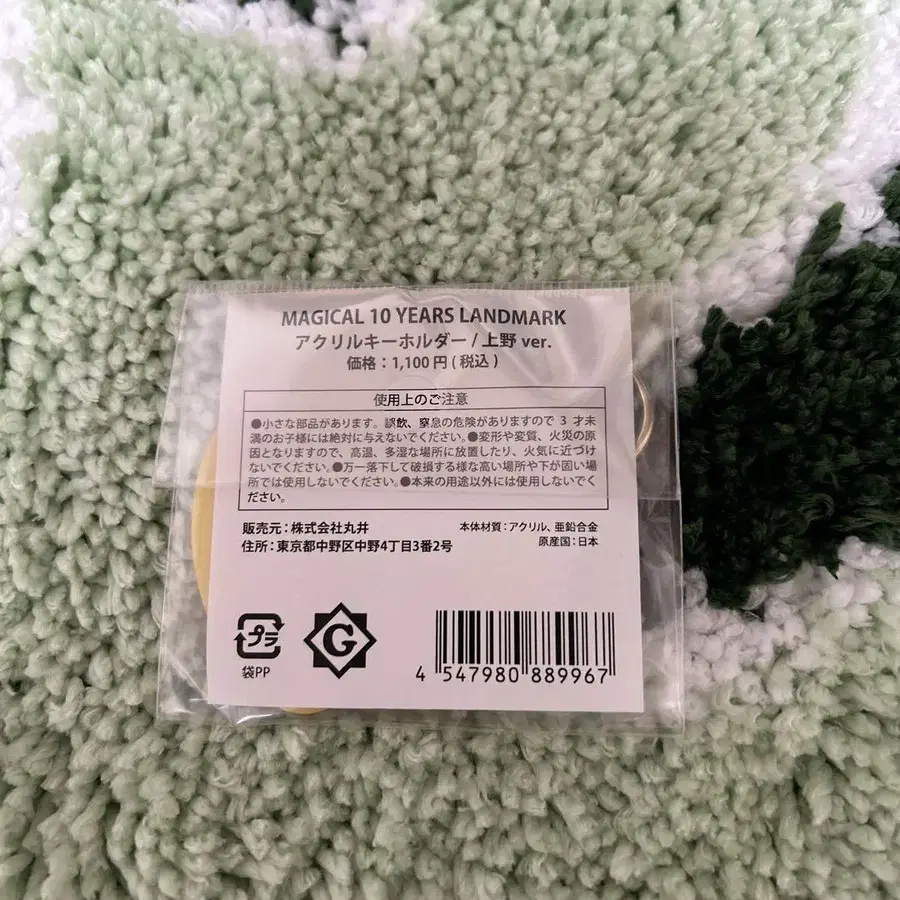 MAGICAL 10 YEARS LANDMARK
アクリルキーホルダー / 上野 ver.
価格：1,100円(税込)
使用上のご注意
●小さな部品があります。誤飲、窒息の危険がありますので 3 才未
満のお子様には絶対に与えないでください。●変形や変質、火災の原
因となりますので、高温、多湿な場所に放置したり、火気に近づけ
ないでください。●万一落下して破損する様な高い場所や下が固い場
所では使用しないでください。●本来の用途以外には使用しないでく
ださい。
販売元：株式会社丸井
住所：東京都中野区中野4丁目3番2号
本体材質：アクリル、亜鉛合金
原産国：日本
プラ
袋PP
G
4 547980 889967